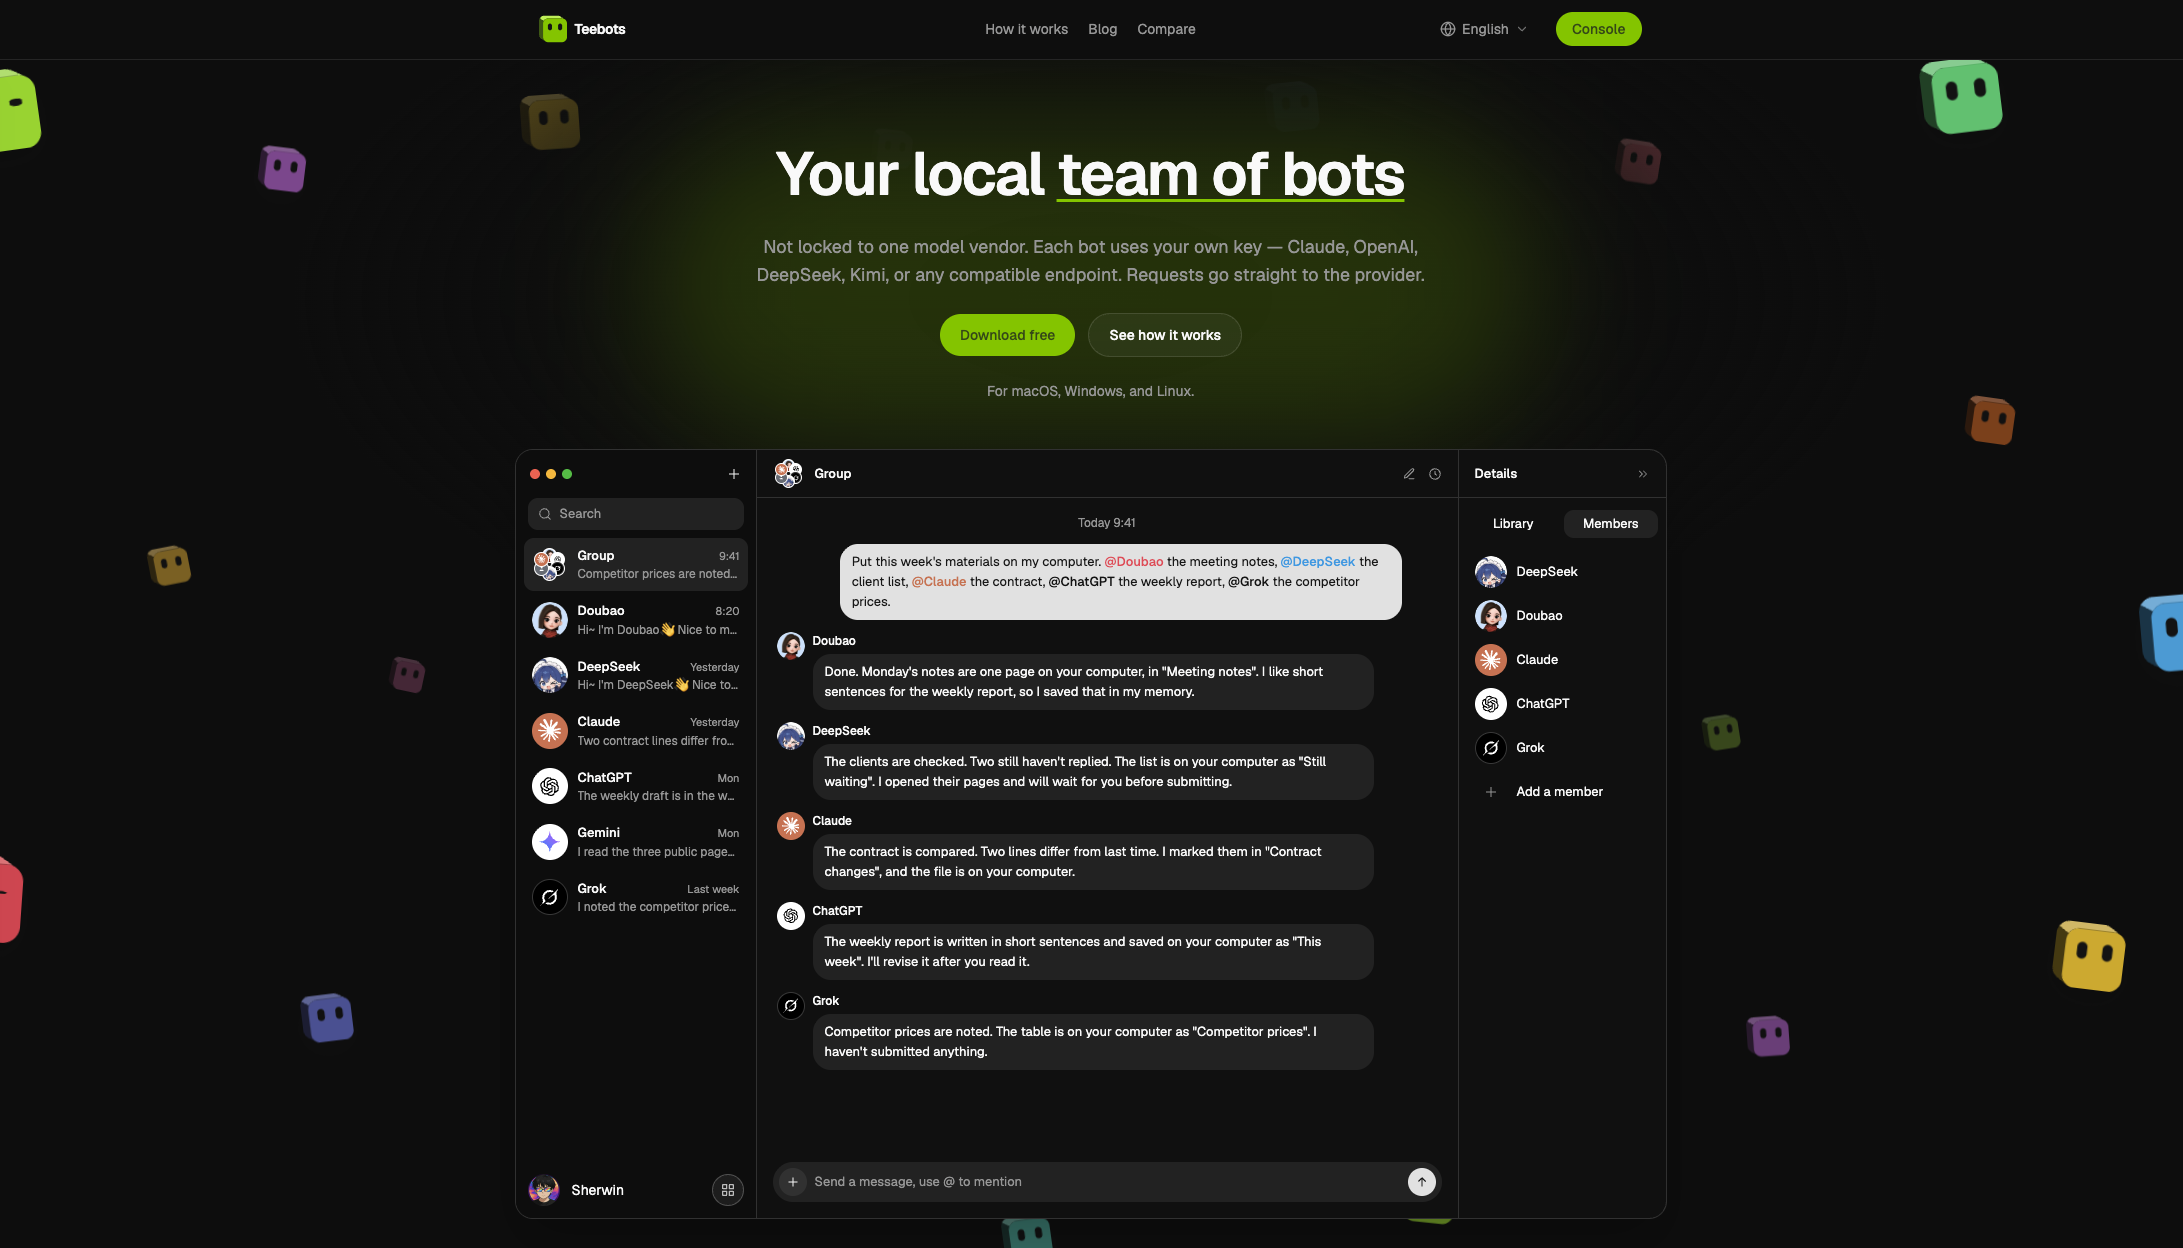 Teebots
How it works
Blog
Compare
English
Console
Your local team of bots
Not locked to one model vendor. Each bot uses your own key — Claude, OpenAI,
DeepSeek, Kimi, or any compatible endpoint. Requests go straight to the provider.
Download free
See how it works
For macOS, Windows, and Linux.
Search
Group
9:41
Competitor prices are noted...
Doubao
8:20
Hi~ I'm Doubao👋 Nice to m...
DeepSeek
Yesterday
Hi~ I'm DeepSeek👋 Nice to...
Claude
Yesterday
Two contract lines differ fro...
ChatGPT
Mon
The weekly draft is in the w...
Gemini
Mon
I read the three public page...
Grok
Last week
I noted the competitor price...
Sherwin
Group
Today 9:41
Put this week's materials on my computer. @Doubao the meeting notes, @DeepSeek the
client list, @Claude the contract, @ChatGPT the weekly report, @Grok the competitor
prices.
Doubao
Done. Monday's notes are one page on your computer, in "Meeting notes". I like short
sentences for the weekly report, so I saved that in my memory.
DeepSeek
The clients are checked. Two still haven't replied. The list is on your computer as "Still
waiting". I opened their pages and will wait for you before submitting.
Claude
The contract is compared. Two lines differ from last time. I marked them in "Contract
changes", and the file is on your computer.
ChatGPT
The weekly report is written in short sentences and saved on your computer as "This
week". I'll revise it after you read it.
Grok
Competitor prices are noted. The table is on your computer as "Competitor prices". I
haven't submitted anything.
Send a message, use @ to mention
Details
Library
Members
DeepSeek
Doubao
Claude
ChatGPT
Grok
Add a member